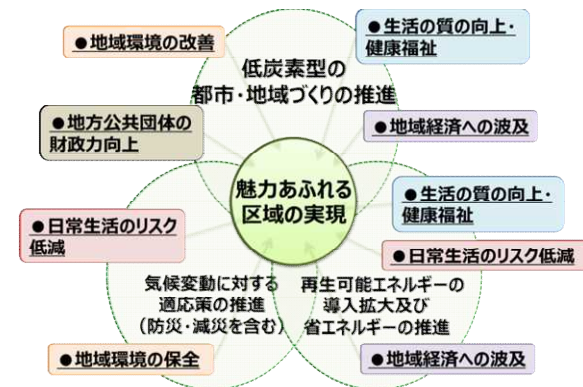 ●地域環境の改善
●生活の質の向上・
健康福祉
低炭素型の
都市・地域づくりの推進
●地方公共団体の
財政力向上
●地域経済への波及
魅力あふれる
区域の実現
●生活の質の向上・
健康福祉
●日常生活のリスク
低減
●日常生活のリスク低減
気候変動に対する
適応策の推進
（防災・減災を含む）
再生可能エネルギーの
導入拡大及び
省エネルギーの推進
●地域環境の保全
●地域経済への波及